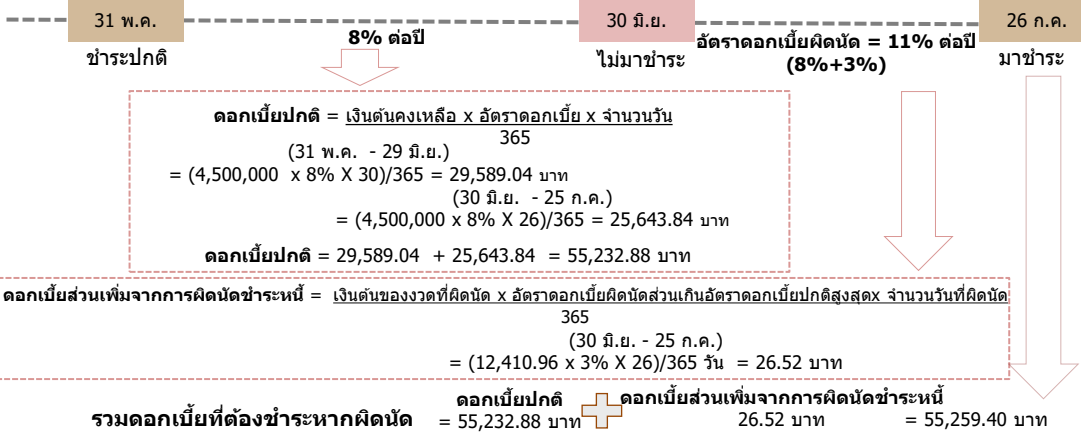 31 พ.ค.
30 มิ.ย.
26 ก.ค.
ชำระปกติ
8% ต่อปี
ไม่มาชำระ
อัตราดอกเบี้ยผิดนัด = 11% ต่อปี
(8%+3%)
มาชำระ
ดอกเบี้ยปกติ = เงินต้นคงเหลือ x อัตราดอกเบี้ย x จำนวนวัน
365
(31 พ.ค. - 29 มิ.ย.)
= (4,500,000 x 8% X 30)/365 = 29,589.04 บาท
(30 มิ.ย. - 25 ก.ค.)
= (4,500,000 x 8% X 26)/365 = 25,643.84 บาท
ดอกเบี้ยปกติ = 29,589.04 + 25,643.84 = 55,232.88 บาท
ดอกเบี้ยส่วนเพิ่มจากการผิดนัดชำระหนี้ = เงินต้นของงวดที่ผิดนัด x อัตราดอกเบี้ยผิดนัดส่วนเกินอัตราดอกเบี้ยปกติสูงสุดx จำนวนวันที่ผิดนัด
365
(30 มิ.ย. - 25 ก.ค.)
= (12,410.96 x 3% X 26)/365 วัน = 26.52 บาท
ดอกเบี้ยปกติ ดอกเบี้ยส่วนเพิ่มจากการผิดนัดชำระหนี้
รวมดอกเบี้ยที่ต้องชำระหากผิดนัด = 55,232.88 บาท 26.52 บาท = 55,259.40 บาท